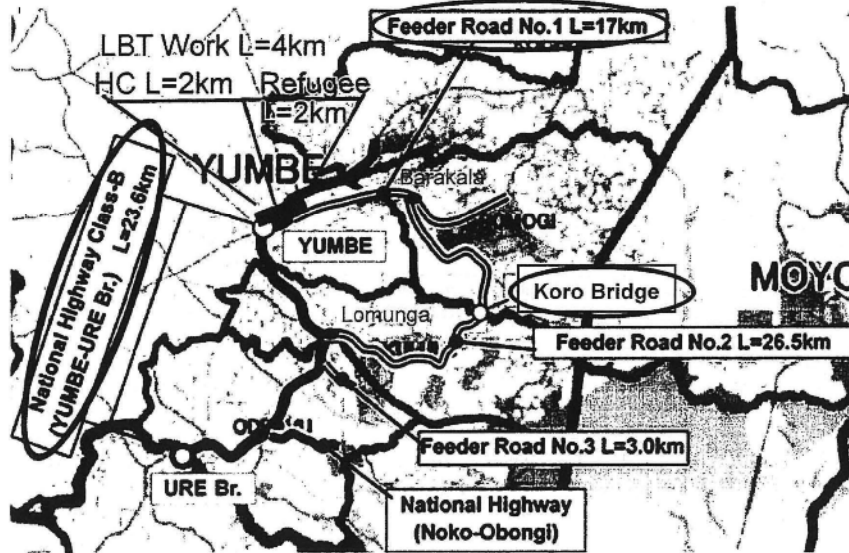 Feeder Road No.1 L=17km
LBT Work L=4km
HC L=2km Refugee
L=2km
YUMBE
National Highway Class-B L=23.6km
(YUMBE-URE Br.)
Barakala
YUMBE
Koro Bridge
MOYO
Lomunga
Feeder Road No.2 L=26.5km
Feeder Road No.3 L=3.0km
URE Br.
National Highway
(Noko-Obongi)